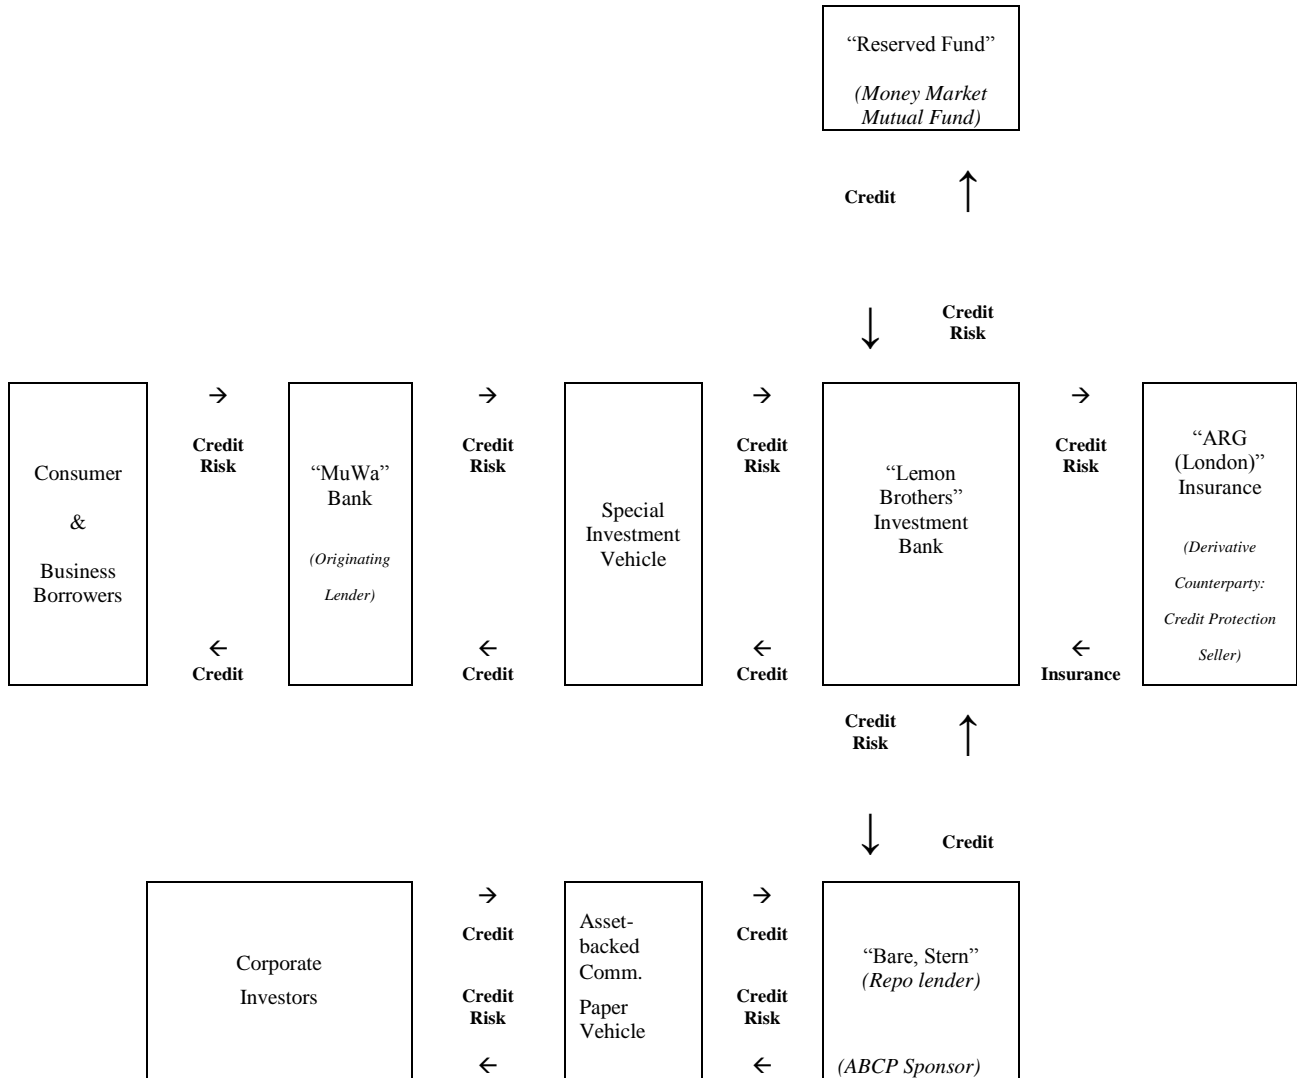 “Reserved Fund”
(Money Market
Mutual Fund)
Credit
↑
↓
Credit
Risk
Consumer
&
Business
Borrowers
→
Credit
Risk
←
Credit
“MuWa”
Bank
(Originating
Lender)
→
Credit
Risk
←
Credit
Special
Investment
Vehicle
→
Credit
Risk
←
Credit
“Lemon
Brothers”
Investment
Bank
→
Credit
Risk
←
Insurance
“ARG
(London)”
Insurance
(Derivative
Counterparty:
Credit Protection
Seller)
Credit
Risk
↑
↓
Credit
Corporate
Investors
→
Credit
Credit
Risk
←
Asset-
backed
Comm.
Paper
Vehicle
→
Credit
Credit
Risk
←
“Bare, Stern”
(Repo lender)
(ABCP Sponsor)